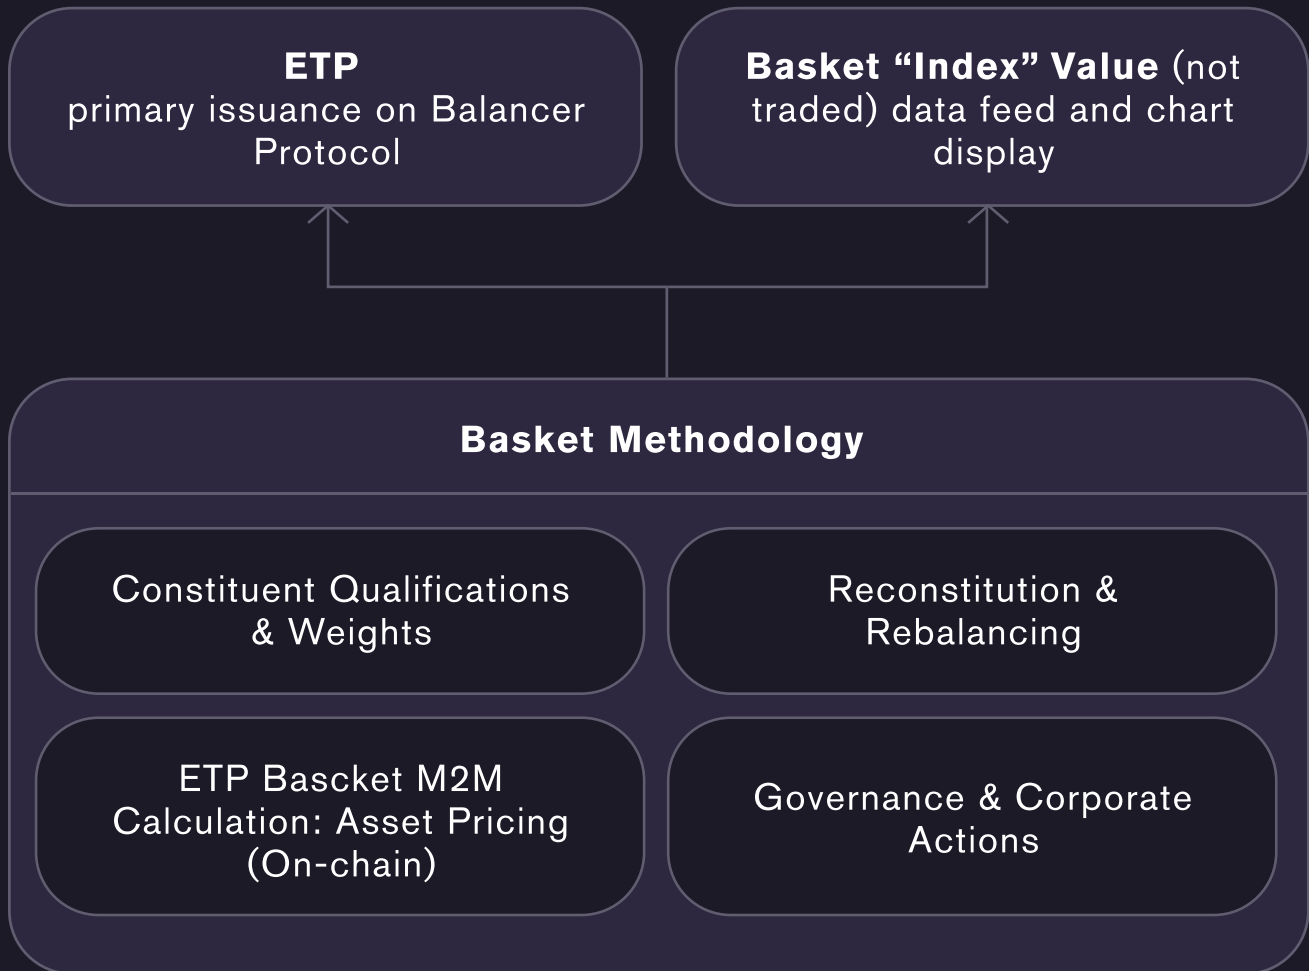 ETP
primary issuance on Balancer
Protocol
Basket “Index” Value (not
traded) data feed and chart
display
Basket Methodology
Constituent Qualifications
& Weights
Reconstitution &
Rebalancing
ETP Bascket M2M
Calculation: Asset Pricing
(On-chain)
Governance & Corporate
Actions